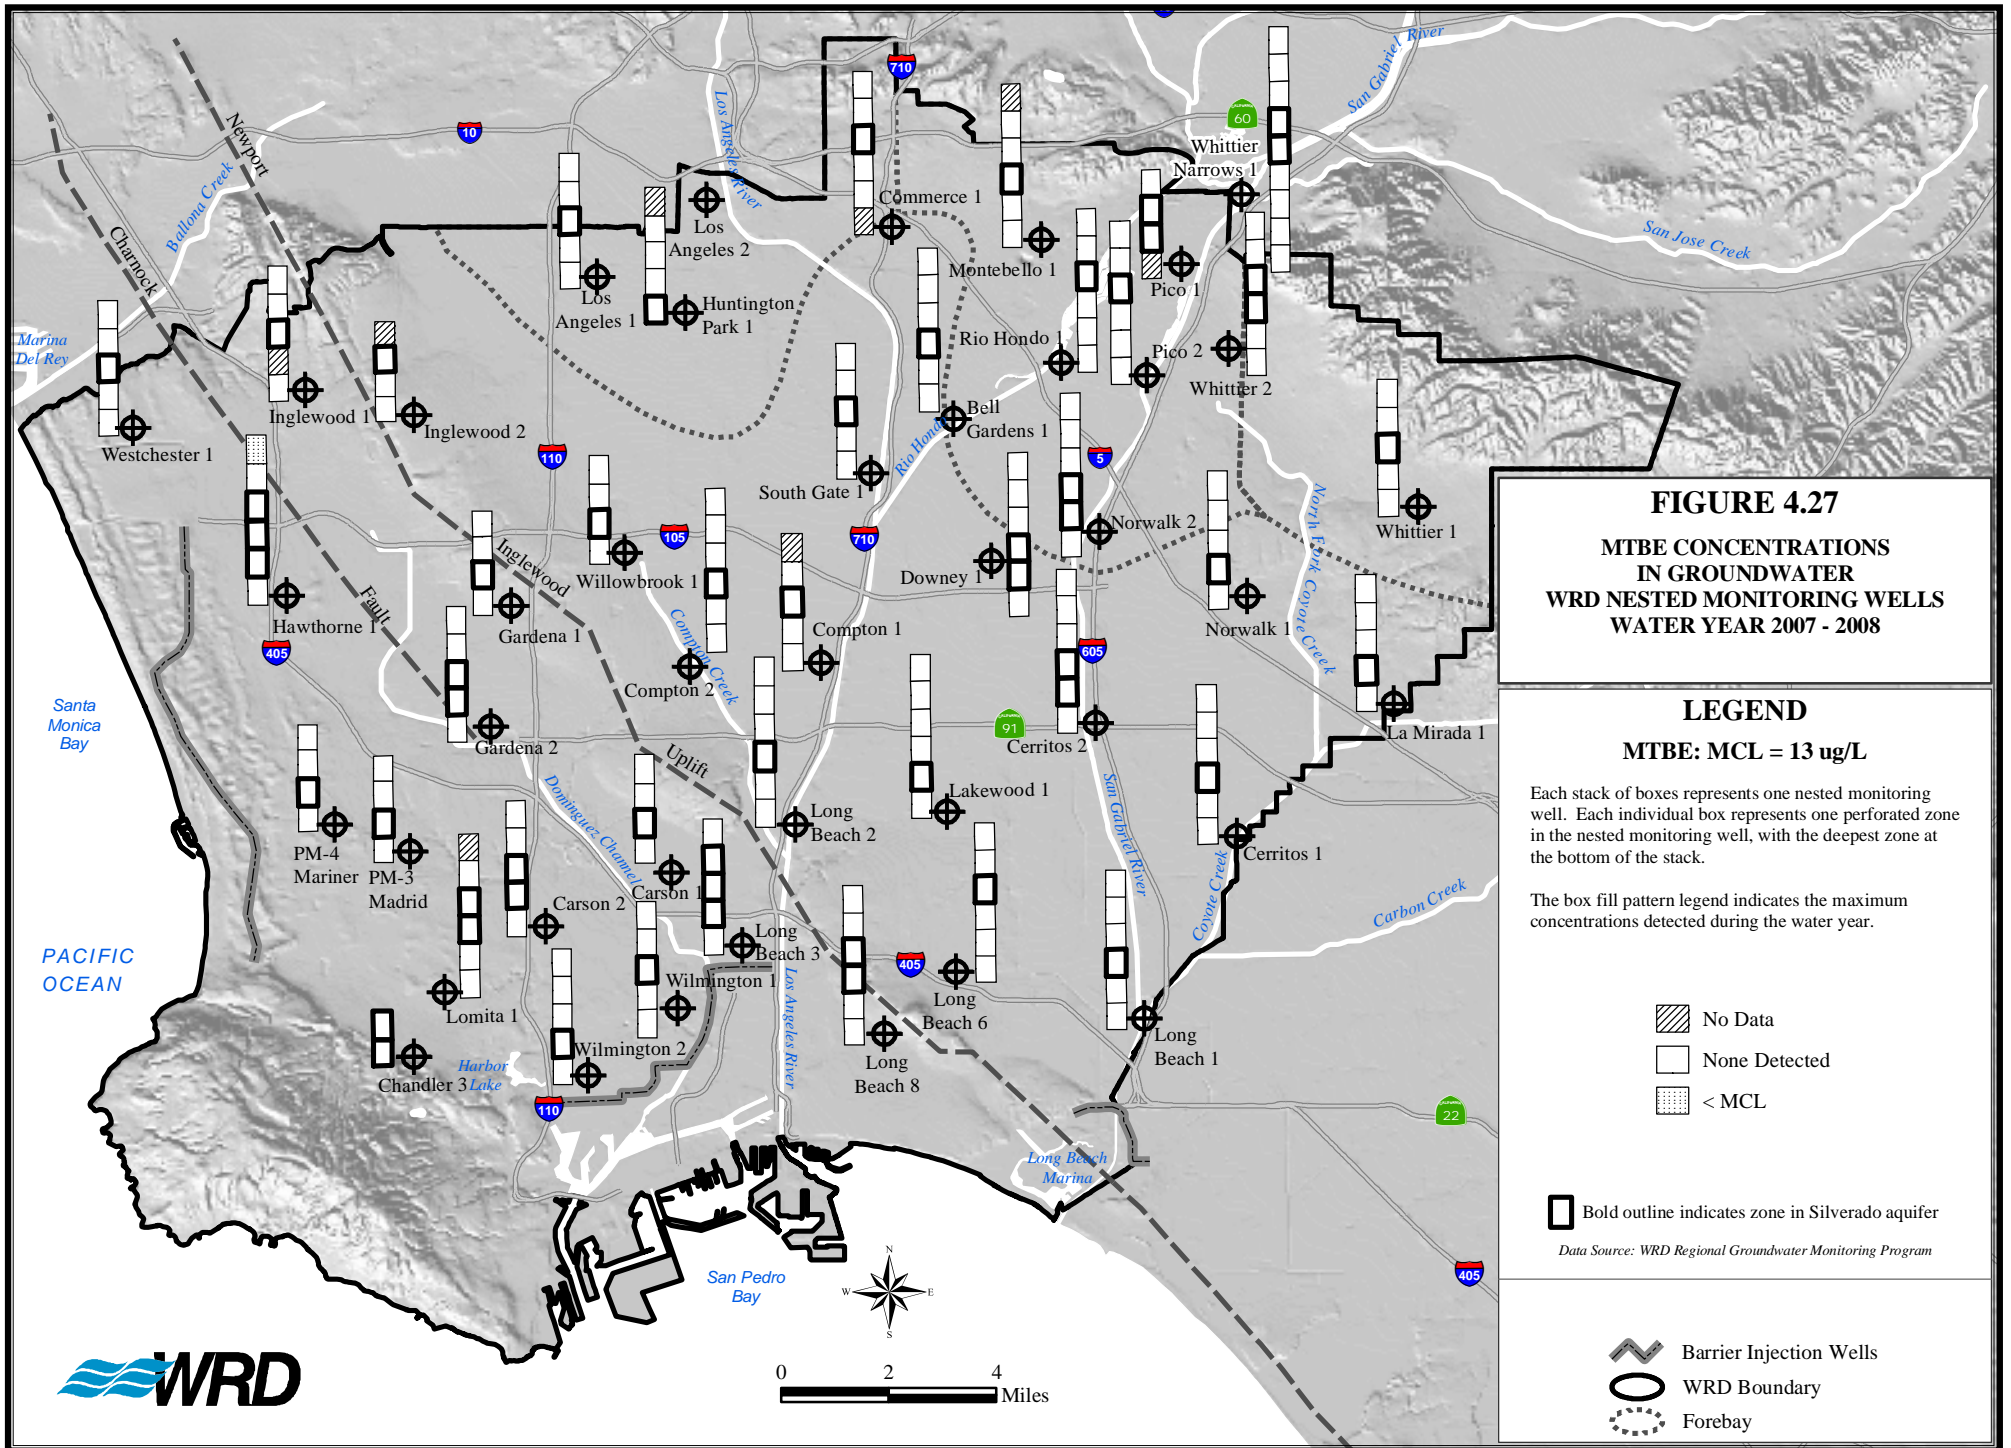 710
10
60
San Gabriel River
Los Angeles River
Newport
Ballona Creek
Charnock
Whittier
Narrows 1
San Jose Creek
Commerce 1
Los
Angeles 2
Montebello 1
Pico 1
Los
Angeles 1
Huntington
Park 1
Marina
Del Rey
Rio Hondo 1
Pico 2
Whittier 2
Inglewood 1
Inglewood 2
Westchester 1
Bell
Gardens 1
Rio Hondo
110
5
South Gate 1
Norwalk 2
North Fork Coyote Creek
Whittier 1
105
710
Inglewood
Willowbrook 1
Downey 1
Fault
Hawthorne 1
Gardena 1
Compton Creek
Compton 1
Norwalk 1
405
605
Compton 2
Santa
Monica
Bay
Gardena 2
91
Cerritos 2
La Mirada 1
Uplift
Dominguez Channel
Lakewood 1
San Gabriel River
Long
Beach 2
PM-4
Mariner
PM-3
Madrid
Cerritos 1
Carson 1
Carson 2
Coyote Creek
Carbon Creek
Long
Beach 3
PACIFIC
OCEAN
405
Wilmington 1
Los Angeles River
Long
Beach 6
Lomita 1
Long
Beach 1
Wilmington 2
Long
Beach 8
Chandler 3
Harbor
Lake
110
22
Long Beach
Marina
San Pedro
Bay
405
N
W
E
S
0 2 4
Miles
WRD
FIGURE 4.27
MTBE CONCENTRATIONS
IN GROUNDWATER
WRD NESTED MONITORING WELLS
WATER YEAR 2007 - 2008
LEGEND
MTBE: MCL = 13 ug/L
Each stack of boxes represents one nested monitoring
well. Each individual box represents one perforated zone
in the nested monitoring well, with the deepest zone at
the bottom of the stack.
The box fill pattern legend indicates the maximum
concentrations detected during the water year.
No Data
None Detected
< MCL
Bold outline indicates zone in Silverado aquifer
Data Source: WRD Regional Groundwater Monitoring Program
Barrier Injection Wells
WRD Boundary
Forebay